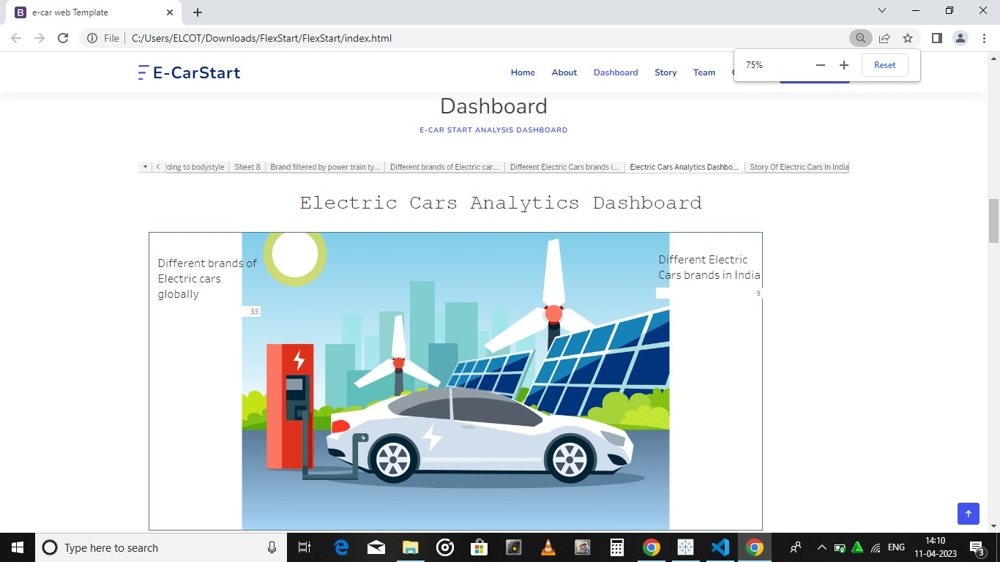 e-car web Template
File
C:/Users/ELCOT/Downloads/FlexStart/FlexStart/index.html
75%
Reset
E-CarStart
Home
About
Dashboard
Story
Team
Dashboard
E-CAR START ANALYSIS DASHBOARD
rding to bodystyle
Sheet 8
Brand filtered by power train ty...
Different brands of Electric car...
Different Electric Cars brands i...
Electric Cars Analytics Dashbo...
Story Of Electric Cars In India
Electric Cars Analytics Dashboard
Different brands of
Electric cars
globally
33
Different Electric
Cars brands in India
9
Type here to search
ENG
14:10
11-04-2023
3